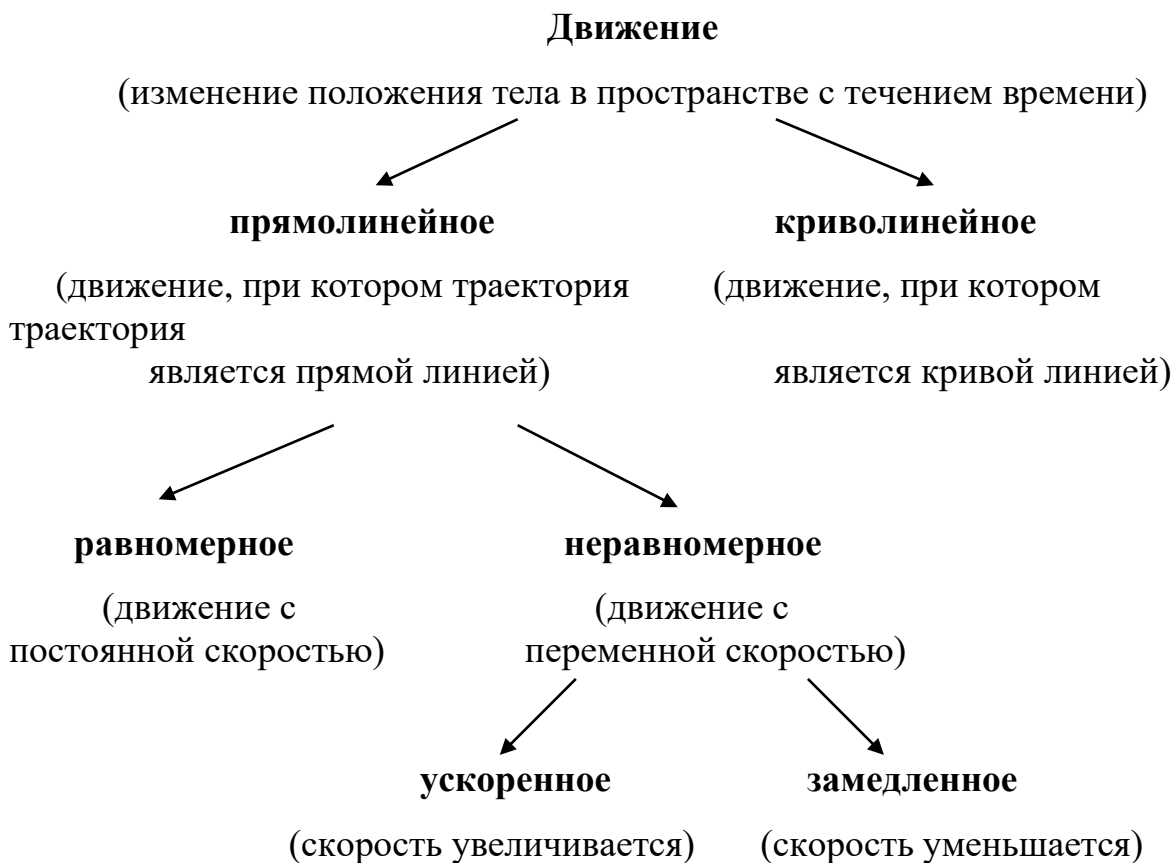 Движение
(изменение положения тела в пространстве с течением времени)
прямолинейное криволинейное
(движение, при котором траектория (движение, при котором
траектория
является прямой линией) является кривой линией)
равномерное неравномерное
(движение с (движение с
постоянной скоростью) переменной скоростью)
ускоренное замедленное
(скорость увеличивается) (скорость уменьшается)